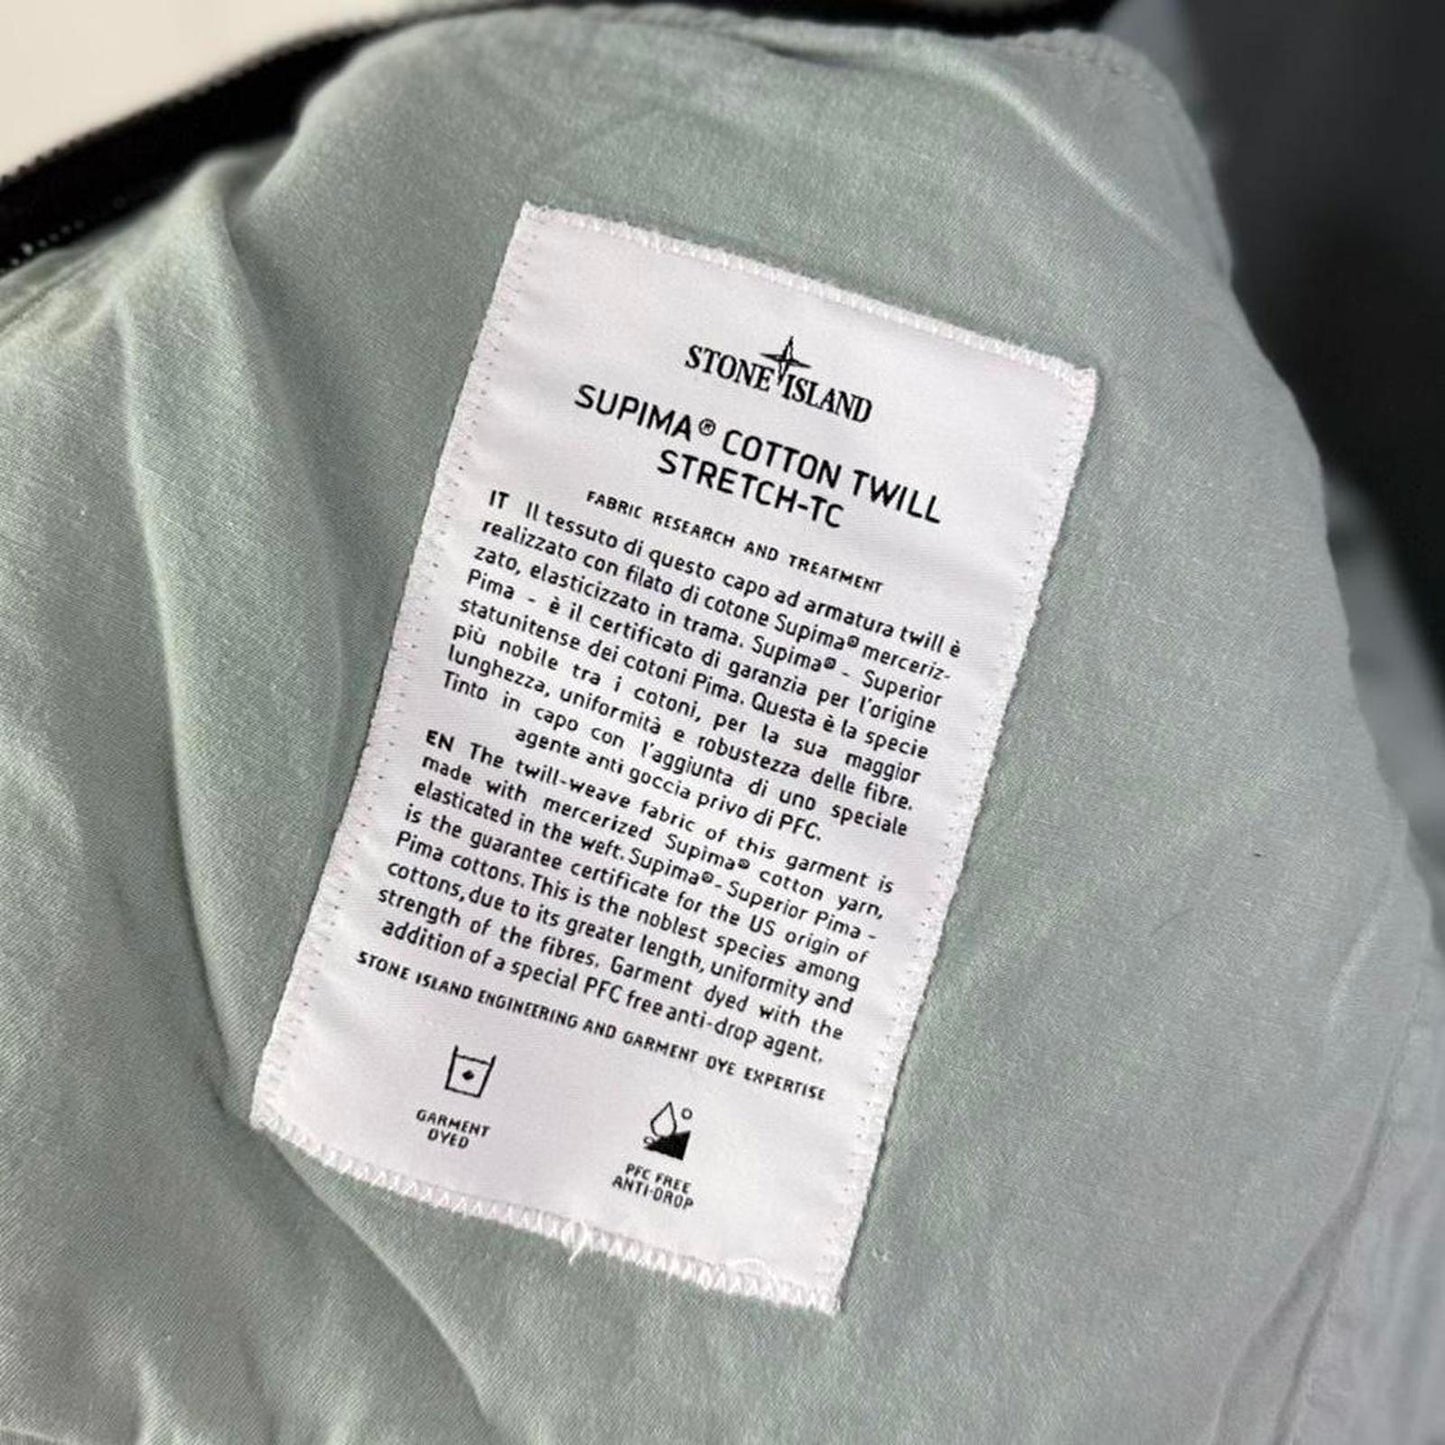 STONE ISLAND
SUPIMA® COTTON TWILL
STRETCH-TC
FABRIC RESEARCH AND TREATMENT
IT Il tessuto di questo capo ad armatura twill è
realizzato con filato di cotone Supima® merceriz-
zato, elasticizzato in trama. Supima® - Superior
Pima - è il certificato di garanzia per l'origine
statunitense dei cotoni Pima. Questa è la specie
più nobile tra i cotoni, per la sua maggior
lunghezza, uniformità e robustezza delle fibre.
Tinto in capo con l'aggiunta di uno speciale
agente anti goccia privo di PFC.
EN The twill-weave fabric of this garment is
made with mercerized Supima® cotton yarn,
elasticated in the weft. Supima® - Superior Pima -
is the guarantee certificate for the US origin of
Pima cottons. This is the noblest species among
cottons, due to its greater length, uniformity and
strength of the fibres. Garment dyed with the
addition of a special PFC free anti-drop agent.
STONE ISLAND ENGINEERING AND GARMENT DYE EXPERTISE
GARMENT
DYED
PFC FREE
ANTI-DROP